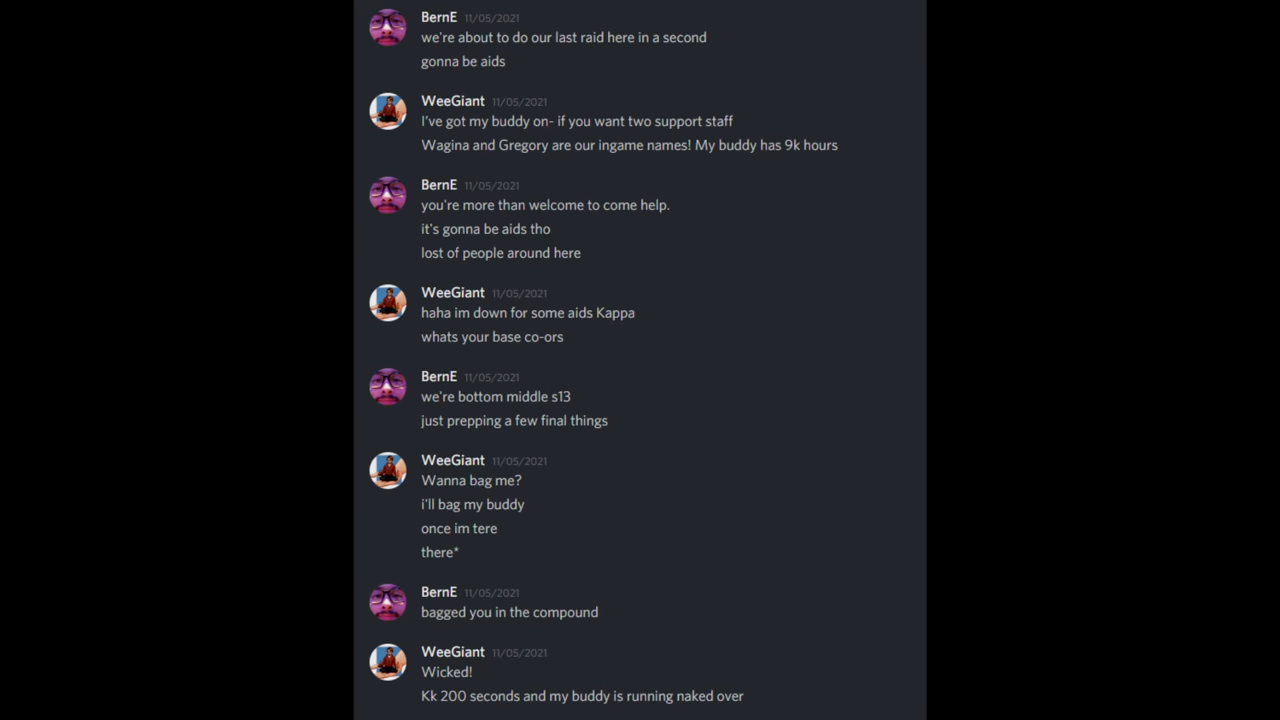 BernE 11/05/2021
we're about to do our last raid here in a second
gonna be aids
WeeGiant 11/05/2021
I've got my buddy on- if you want two support staff
Wagina and Gregory are our ingame names! My buddy has 9k hours
BernE 11/05/2021
you're more than welcome to come help.
it's gonna be aids tho
lost of people around here
WeeGiant 11/05/2021
haha im down for some aids Kappa
whats your base co-ors
BernE 11/05/2021
we're bottom middle s13
just prepping a few final things
WeeGiant 11/05/2021
Wanna bag me?
i'll bag my buddy
once im tere
there*
BernE 11/05/2021
bagged you in the compound
WeeGiant 11/05/2021
Wicked!
Kk 200 seconds and my buddy is running naked over